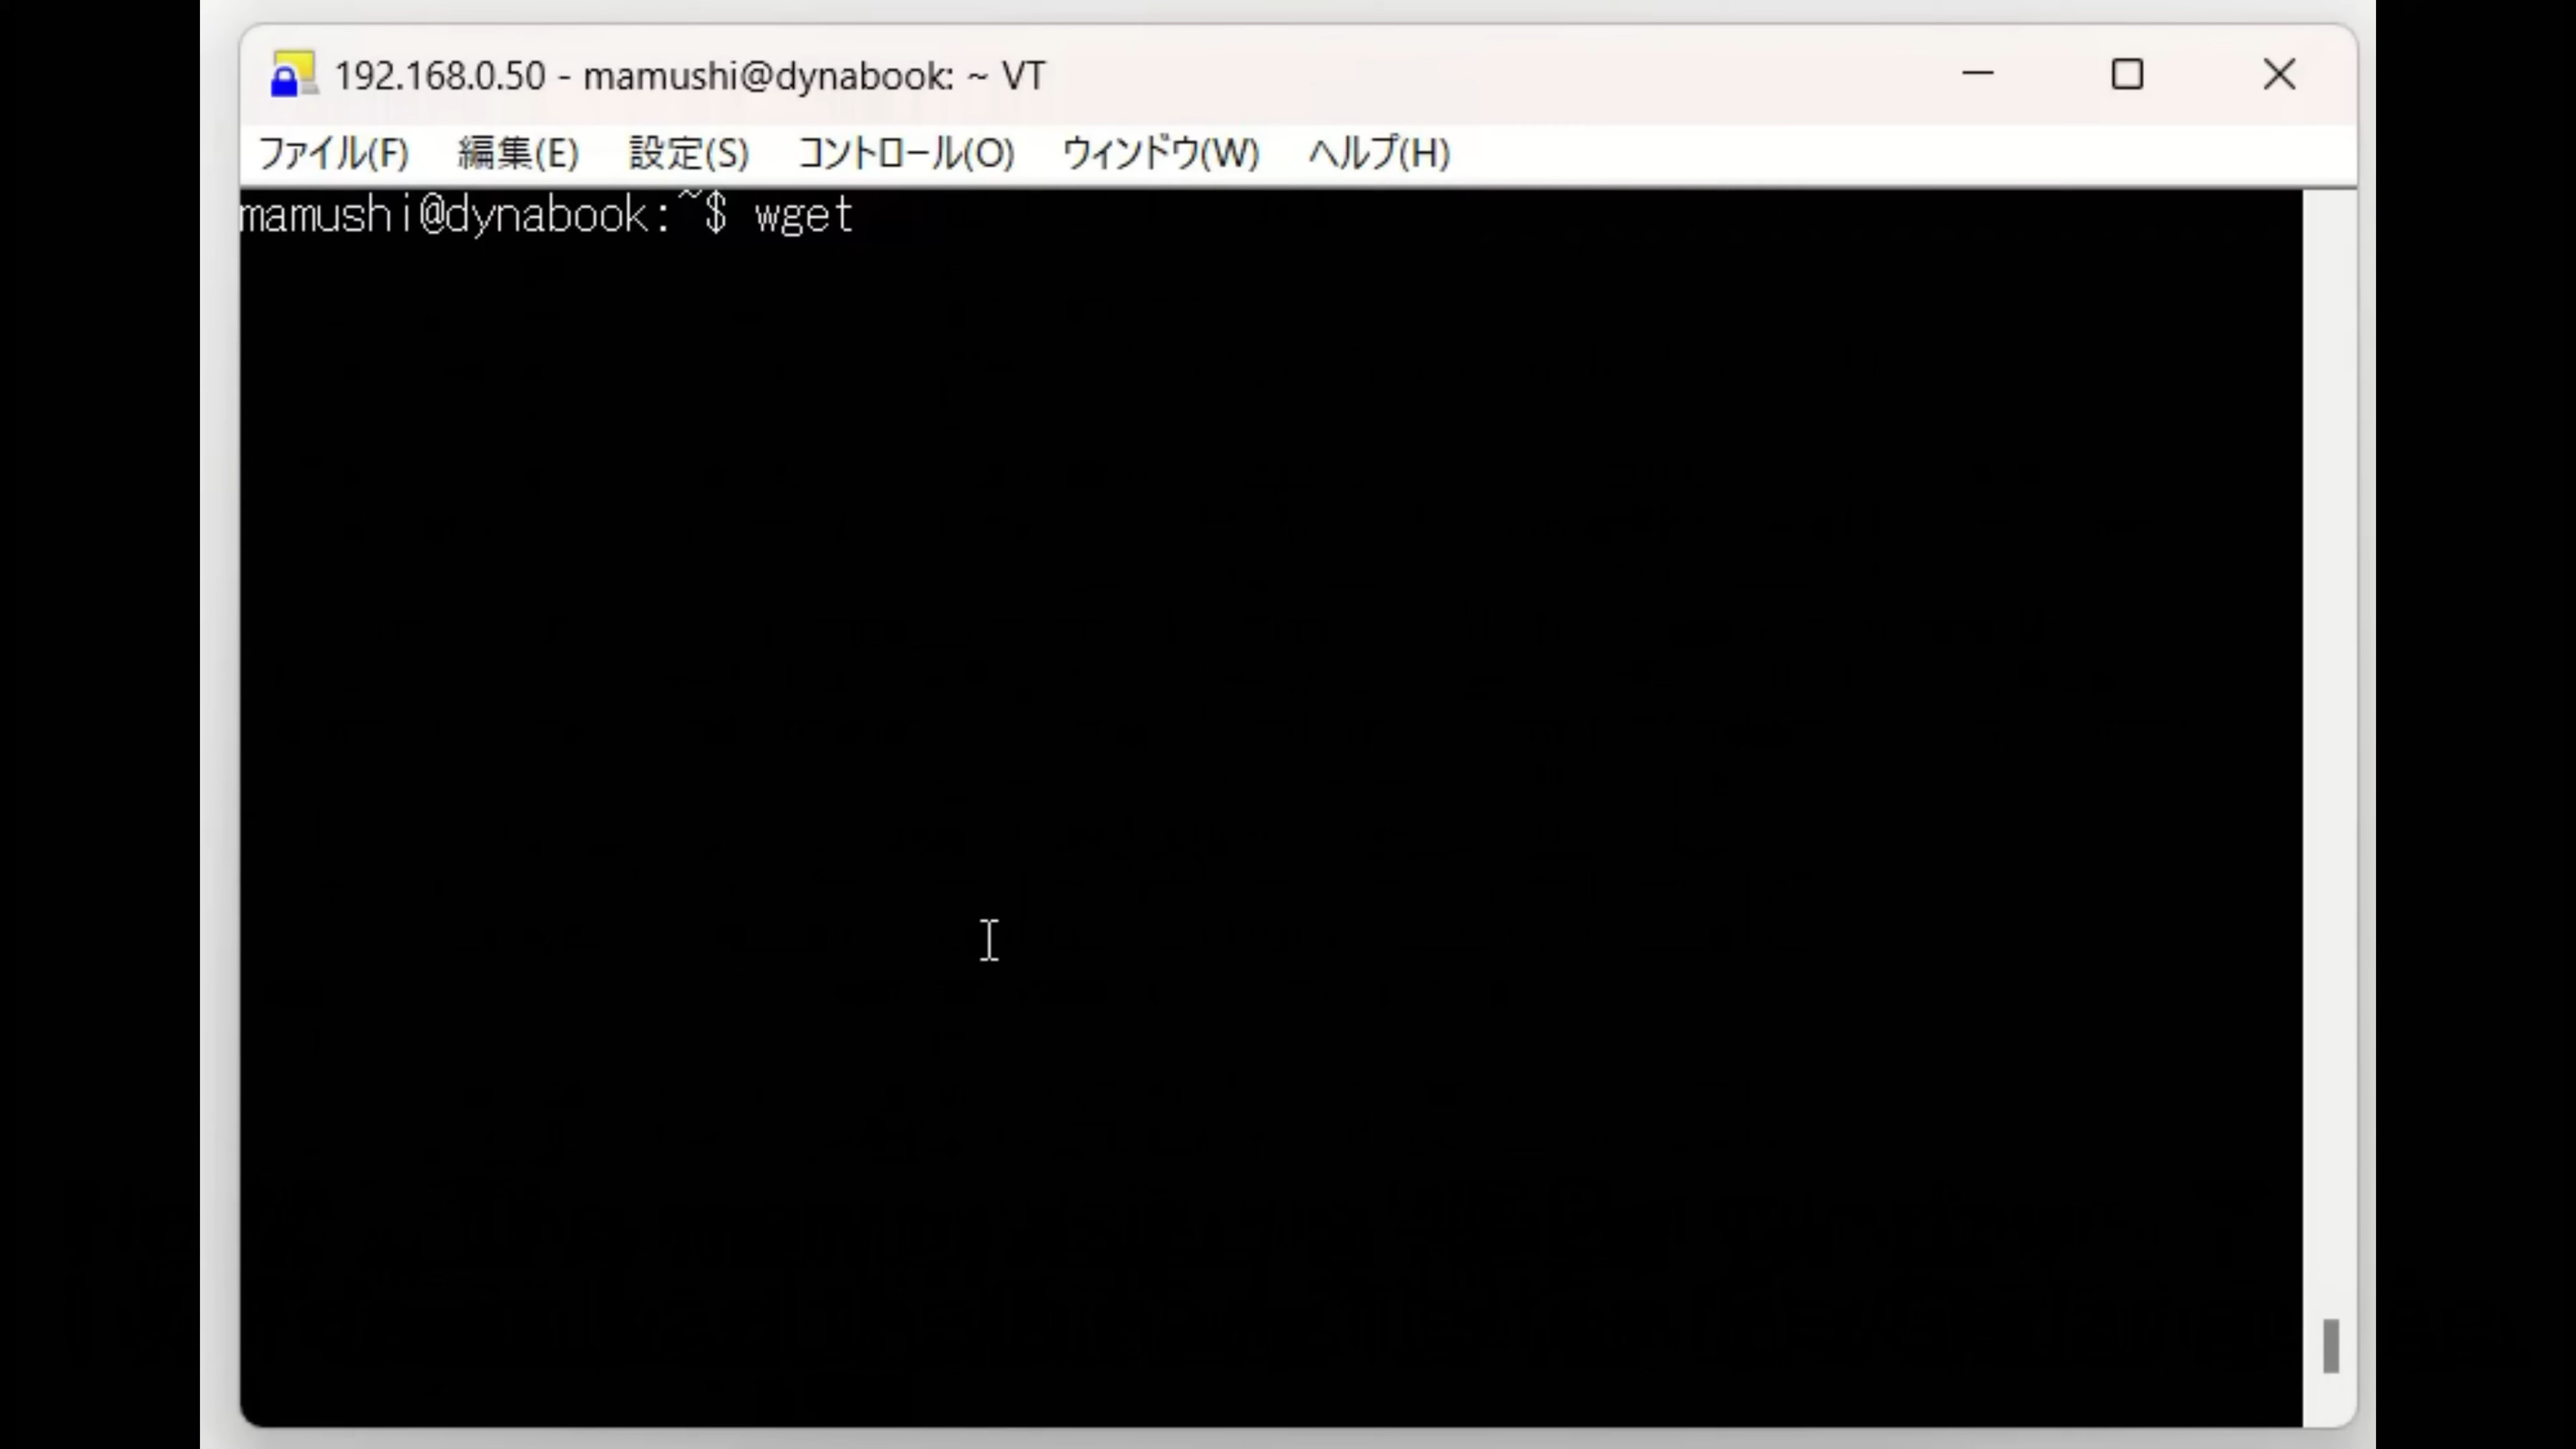 192.168.0.50 - mamushi@dynabook: ~ VT
ファイル(F) 編集(E) 設定(S) コントロール(O) ウィンドウ(W) ヘルプ(H)
mamushi@dynabook:~$ wget